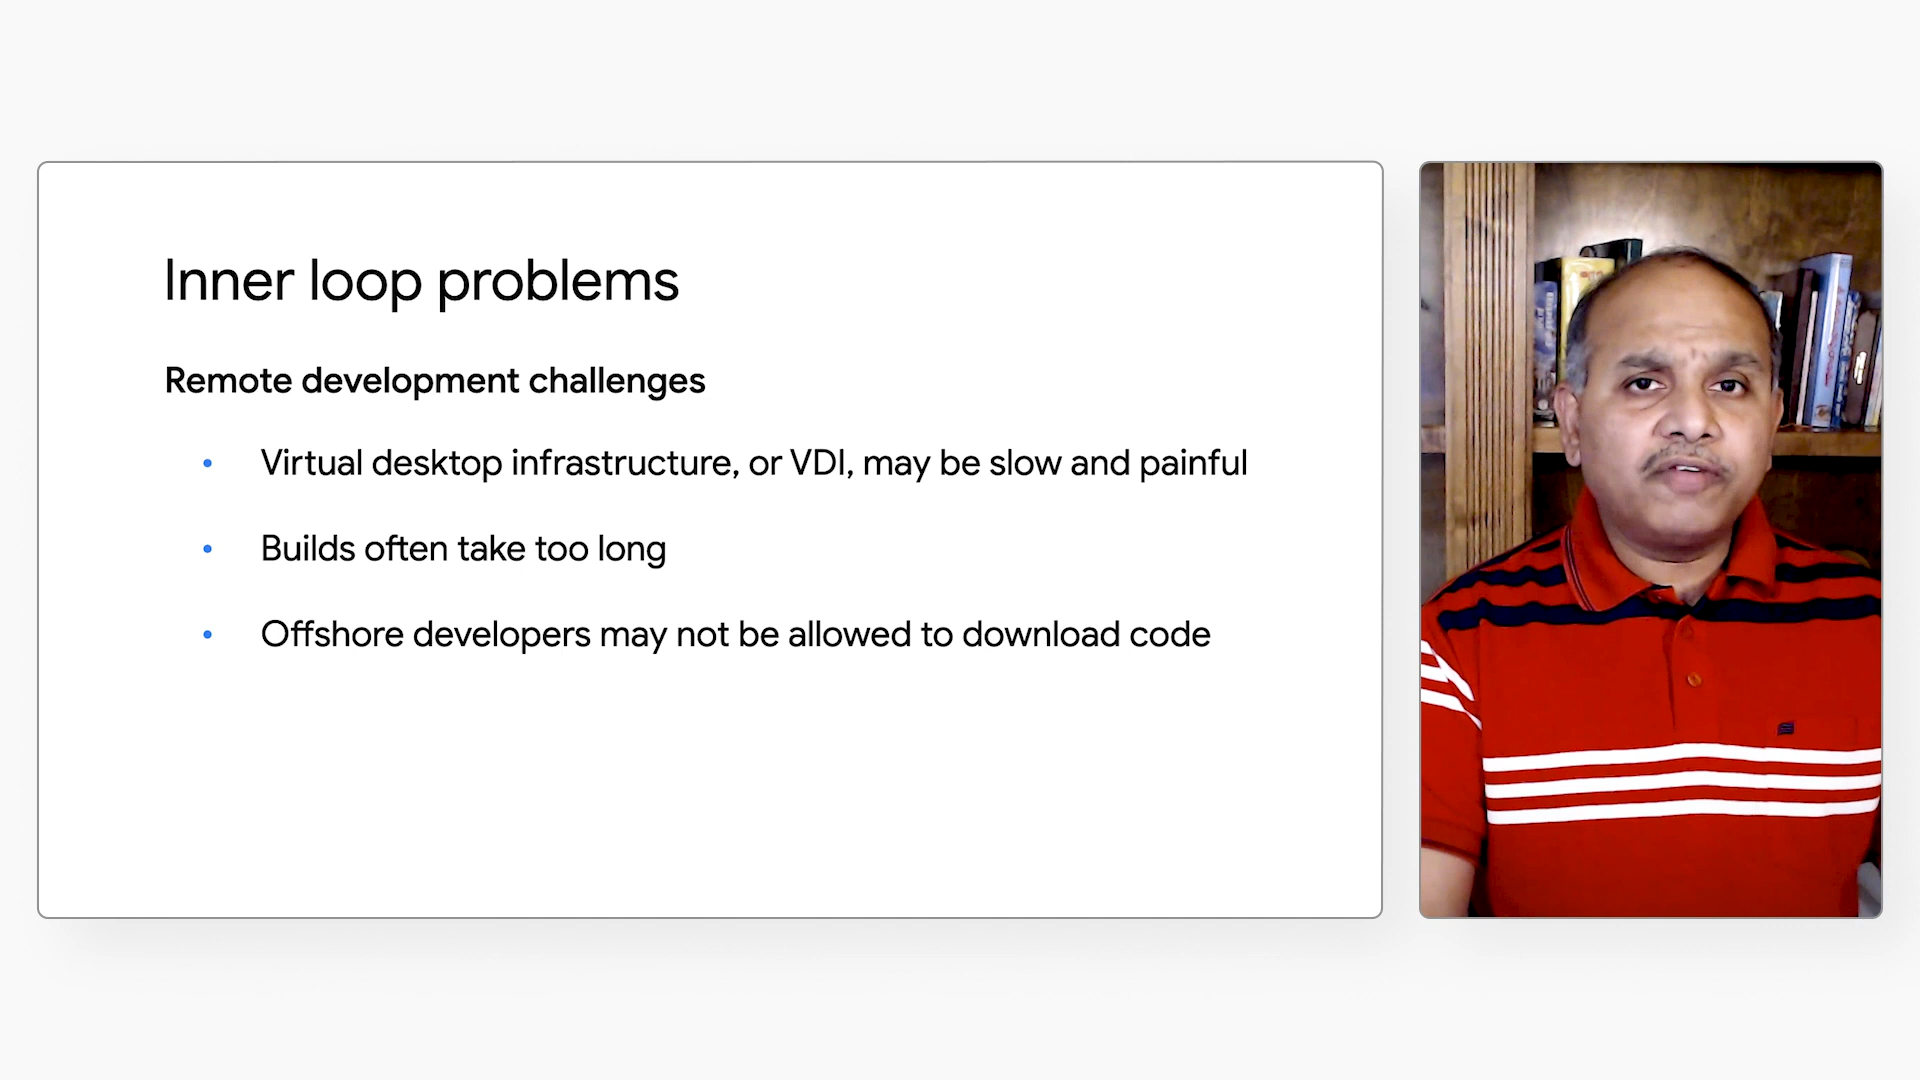 Inner loop problems
Remote development challenges
• Virtual desktop infrastructure, or VDI, may be slow and painful
• Builds often take too long
• Offshore developers may not be allowed to download code